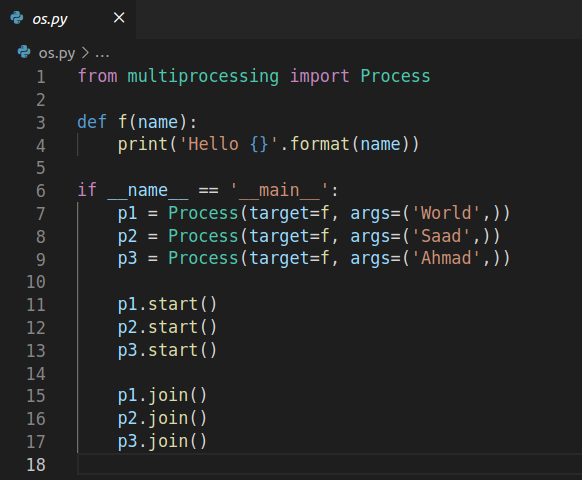 os.py ×
os.py > ...
1 from multiprocessing import Process
2
3 def f(name):
4     print('Hello {}'.format(name))
5
6 if __name__ == '__main__':
7     p1 = Process(target=f, args=('World',))
8     p2 = Process(target=f, args=('Saad',))
9     p3 = Process(target=f, args=('Ahmad',))
10
11     p1.start()
12     p2.start()
13     p3.start()
14
15     p1.join()
16     p2.join()
17     p3.join()
18